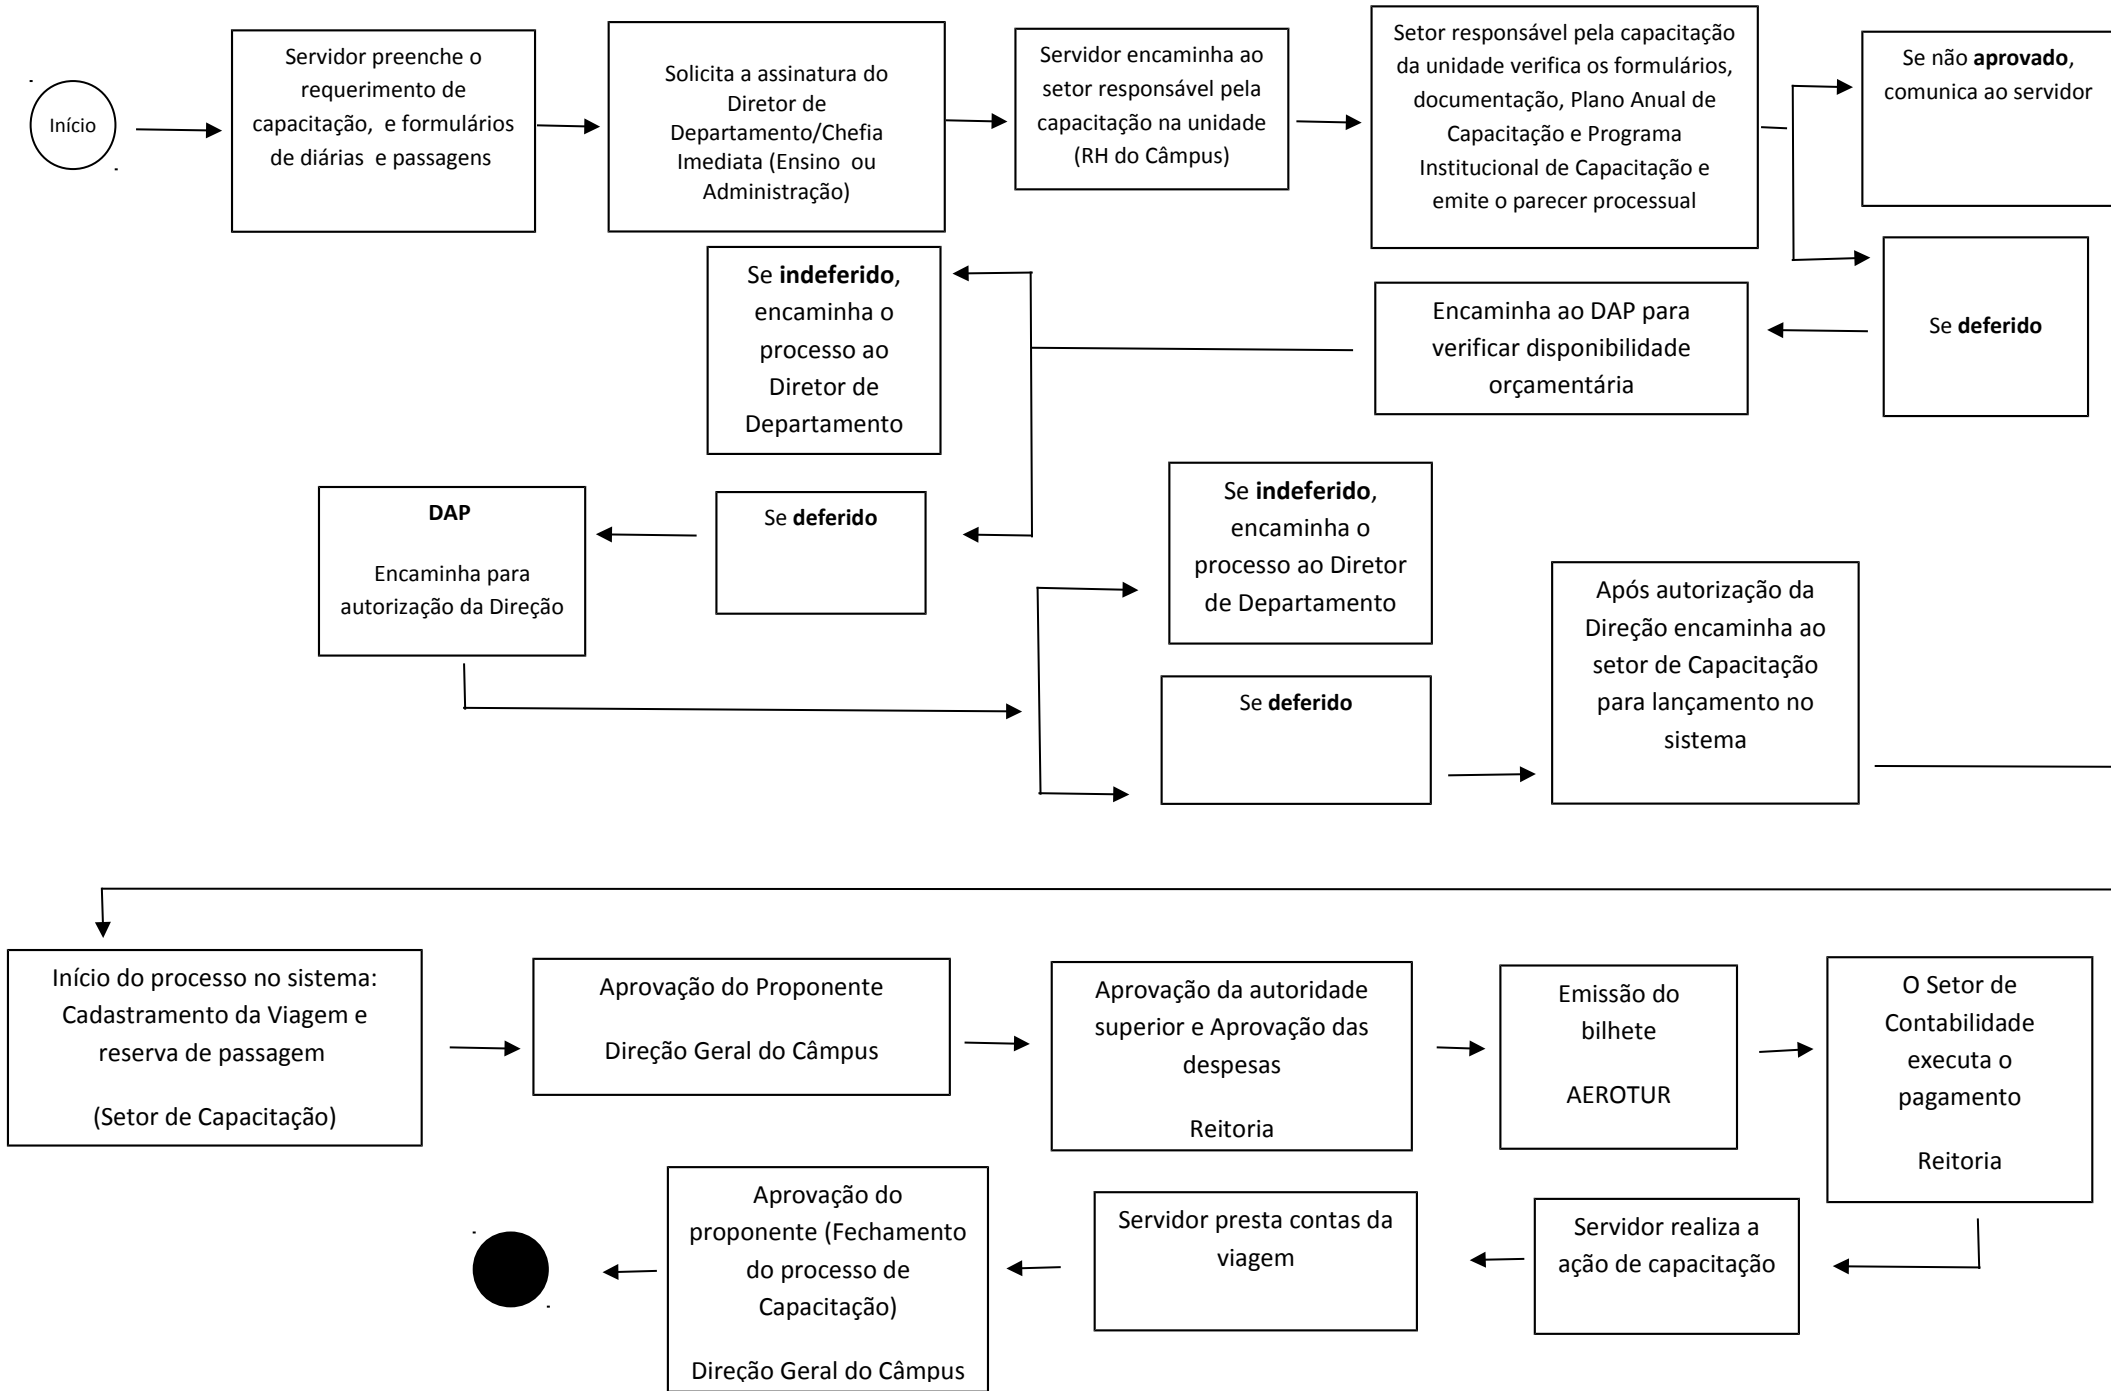 Início
Servidor preenche o
requerimento de
capacitação, e formulários
de diárias e passagens
Solicita a assinatura do
Diretor de
Departamento/Chefia
Imediata (Ensino ou
Administração)
Servidor encaminha ao
setor responsável pela
capacitação na unidade
(RH do Câmpus)
Setor responsável pela capacitação
da unidade verifica os formulários,
documentação, Plano Anual de
Capacitação e Programa
Institucional de Capacitação e
emite o parecer processual
Se não aprovado,
comunica ao servidor
Se deferido
Encaminha ao DAP para
verificar disponibilidade
orçamentária
Se indeferido,
encaminha o
processo ao
Diretor de
Departamento
Se deferido
DAP
Encaminha para
autorização da Direção
Se indeferido,
encaminha o
processo ao Diretor
de Departamento
Se deferido
Após autorização da
Direção encaminha ao
setor de Capacitação
para lançamento no
sistema
Início do processo no sistema:
Cadastramento da Viagem e
reserva de passagem
(Setor de Capacitação)
Aprovação do Proponente
Direção Geral do Câmpus
Aprovação da autoridade
superior e Aprovação das
despesas
Reitoria
Emissão do
bilhete
AEROTUR
O Setor de
Contabilidade
executa o
pagamento
Reitoria
Servidor realiza a
ação de capacitação
Servidor presta contas da
viagem
Aprovação do
proponente (Fechamento
do processo de
Capacitação)
Direção Geral do Câmpus